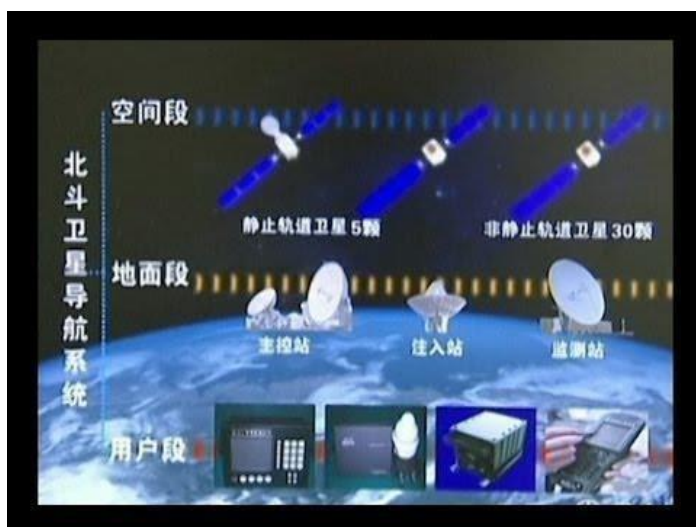 北斗卫星导航系统
空间段
静止轨道卫星5颗
非静止轨道卫星30颗
地面段
主控站
注入站
监测站
用户段